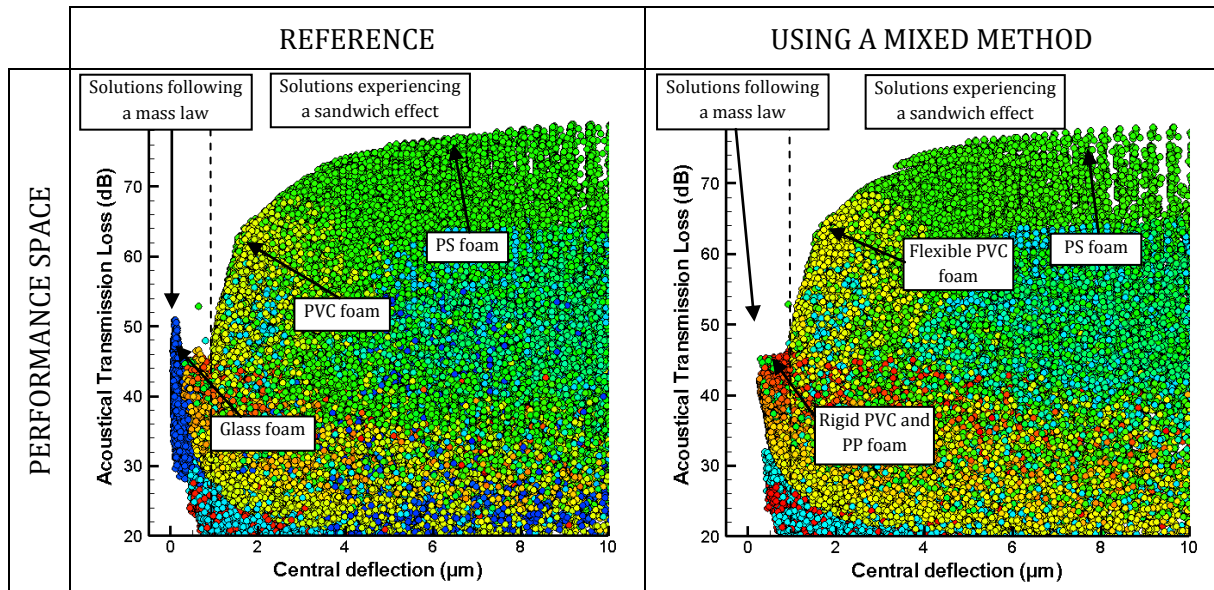 REFERENCE
USING A MIXED METHOD
PERFORMANCE SPACE
Solutions following
a mass law
Solutions experiencing
a sandwich effect
PS foam
PVC foam
Glass foam
Acoustical Transmission Loss (dB)
70
60
50
40
30
20
0
2
4
6
8
10
Central deflection (µm)
Solutions following
a mass law
Solutions experiencing
a sandwich effect
Flexible PVC
foam
PS foam
Rigid PVC and
PP foam
Acoustical Transmission Loss (dB)
70
60
50
40
30
20
0
2
4
6
8
10
Central deflection (µm)